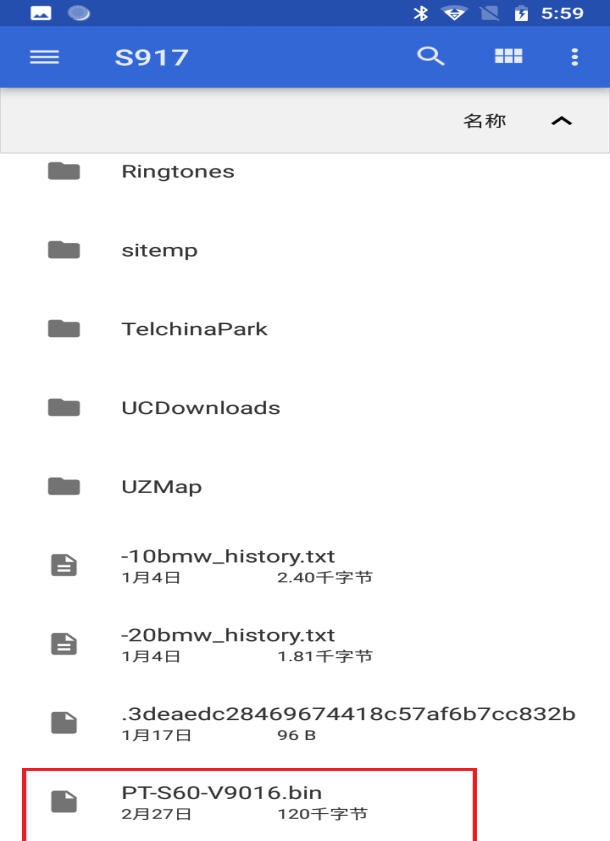 5:59
S917
名称
Ringtones
sitemp
TelchinaPark
UCDownloads
UZMap
-10bmw_history.txt
1月4日 2.40千字节
-20bmw_history.txt
1月4日 1.81千字节
.3deaedc28469674418c57af6b7cc832b
1月17日 96 B
PT-S60-V9016.bin
2月27日 120千字节